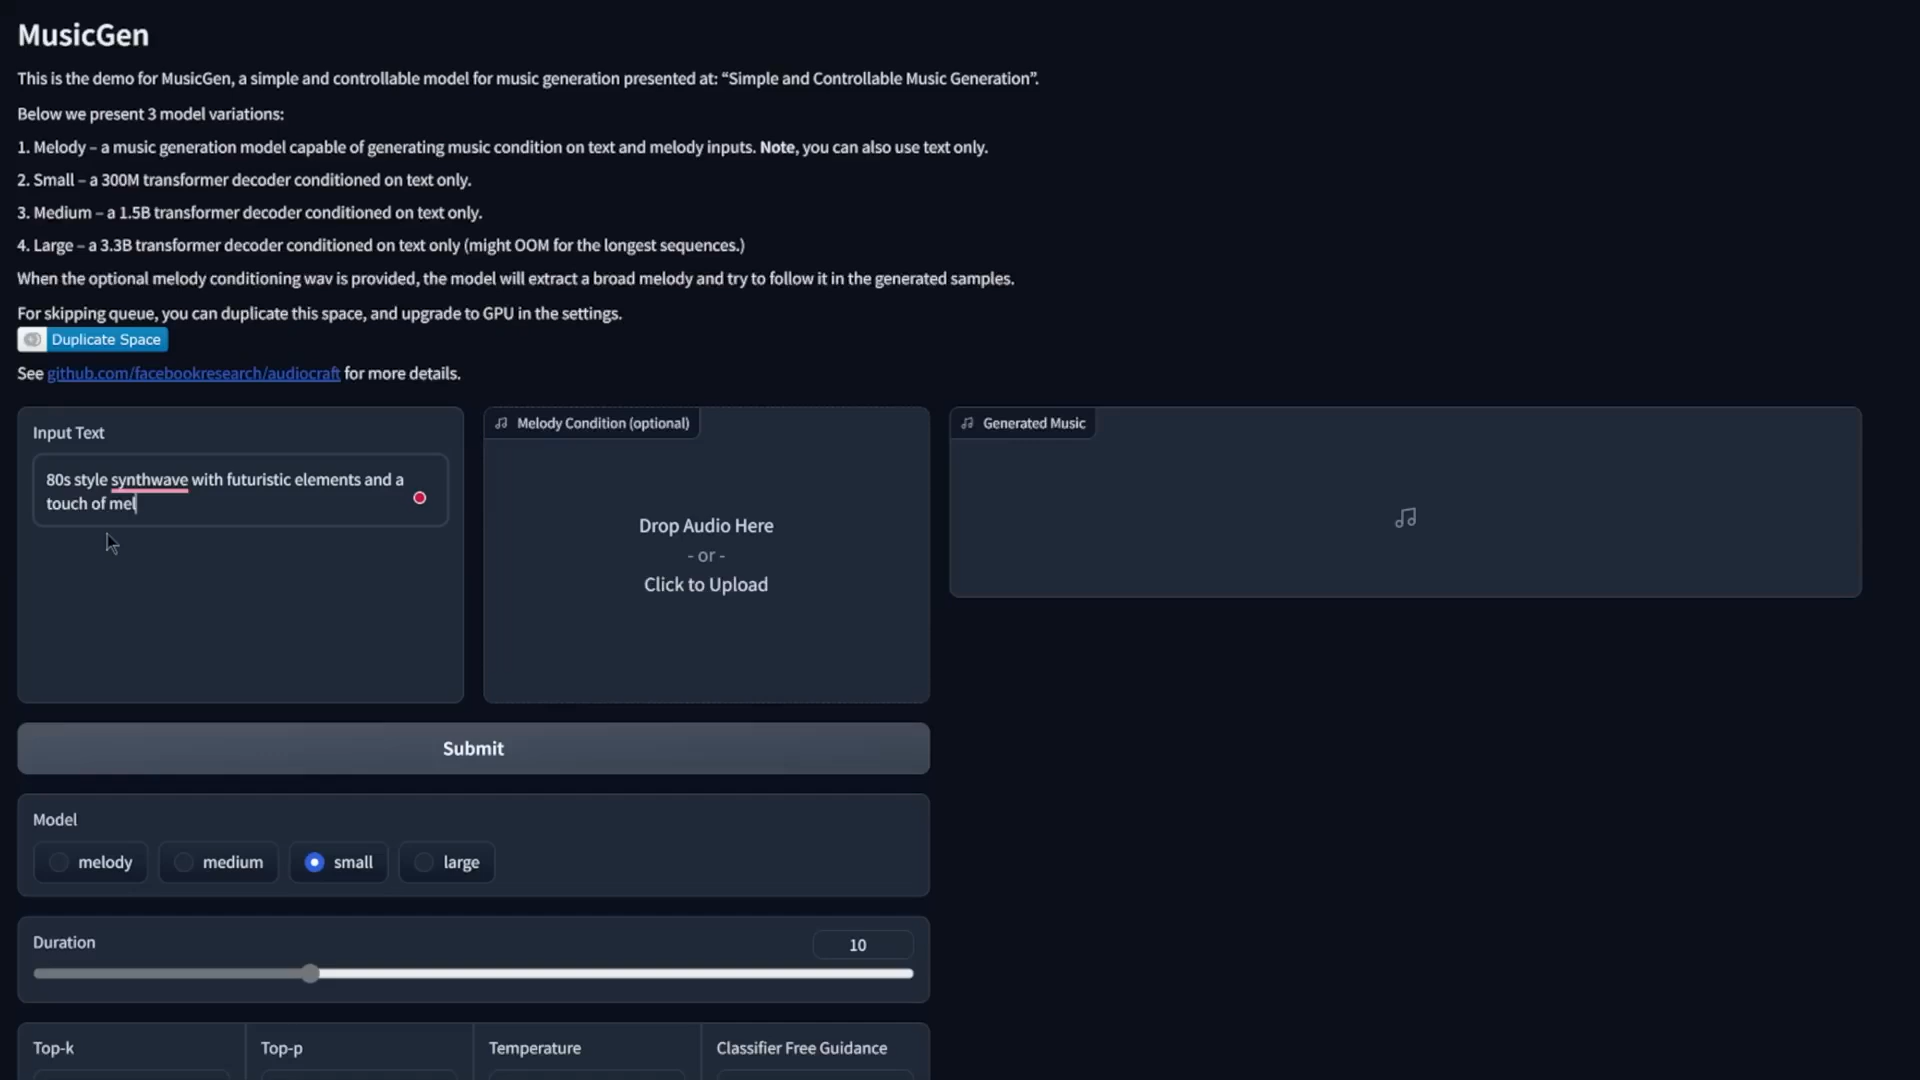 MusicGen
This is the demo for MusicGen, a simple and controllable model for music generation presented at: “Simple and Controllable Music Generation”.
Below we present 3 model variations:
1. Melody – a music generation model capable of generating music condition on text and melody inputs. Note, you can also use text only.
2. Small – a 300M transformer decoder conditioned on text only.
3. Medium – a 1.5B transformer decoder conditioned on text only.
4. Large – a 3.3B transformer decoder conditioned on text only (might OOM for the longest sequences.)
When the optional melody conditioning wav is provided, the model will extract a broad melody and try to follow it in the generated samples.
For skipping queue, you can duplicate this space, and upgrade to GPU in the settings.
Duplicate Space
See github.com/facebookresearch/audiocraft for more details.
Input Text
80s style synthwave with futuristic elements and a
touch of mel
Melody Condition (optional)
Drop Audio Here
- or -
Click to Upload
Generated Music
Submit
Model
melody medium small large
Duration 10
Top-k Top-p Temperature Classifier Free Guidance